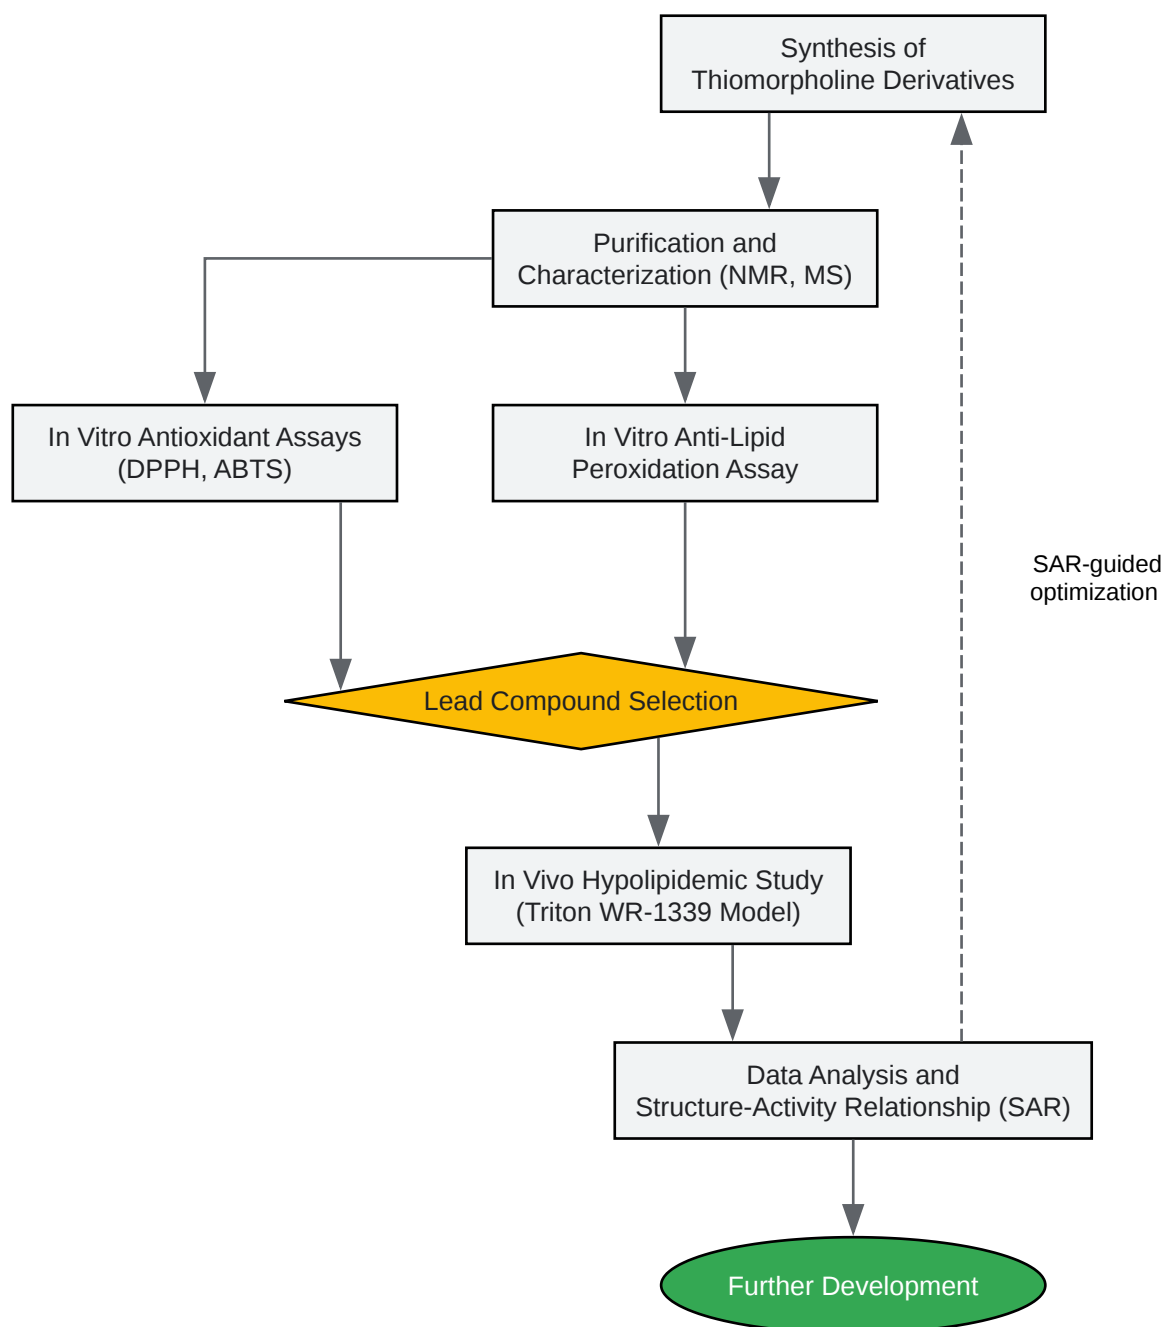 Synthesis of
Thiomorpholine Derivatives
Purification and
Characterization (NMR, MS)
In Vitro Antioxidant Assays
(DPPH, ABTS)
In Vitro Anti-Lipid
Peroxidation Assay
SAR-guided
optimization
Lead Compound Selection
In Vivo Hypolipidemic Study
(Triton WR-1339 Model)
Data Analysis and
Structure-Activity Relationship (SAR)
Further Development